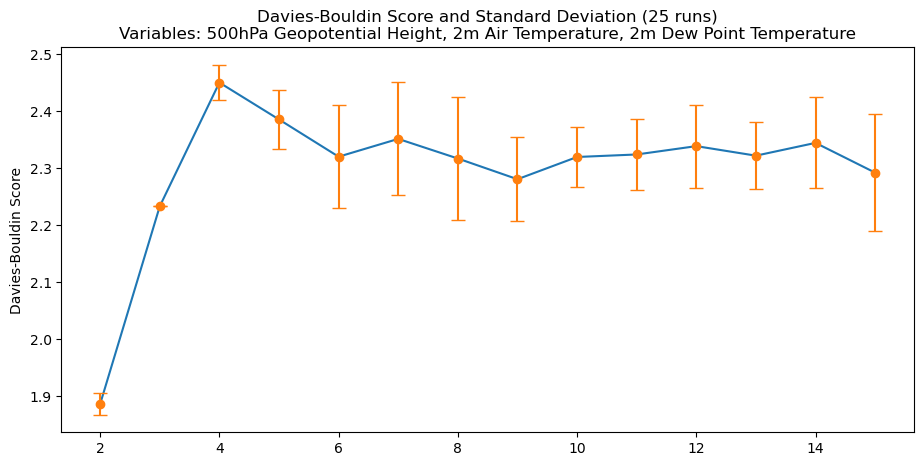 Davies-Bouldin Score and Standard Deviation (25 runs)
Variables: 500hPa Geopotential Height, 2m Air Temperature, 2m Dew Point Temperature
Davies-Bouldin Score
2.5
2.4
2.3
2.2
2.1
2.0
1.9
2 4 6 8 10 12 14